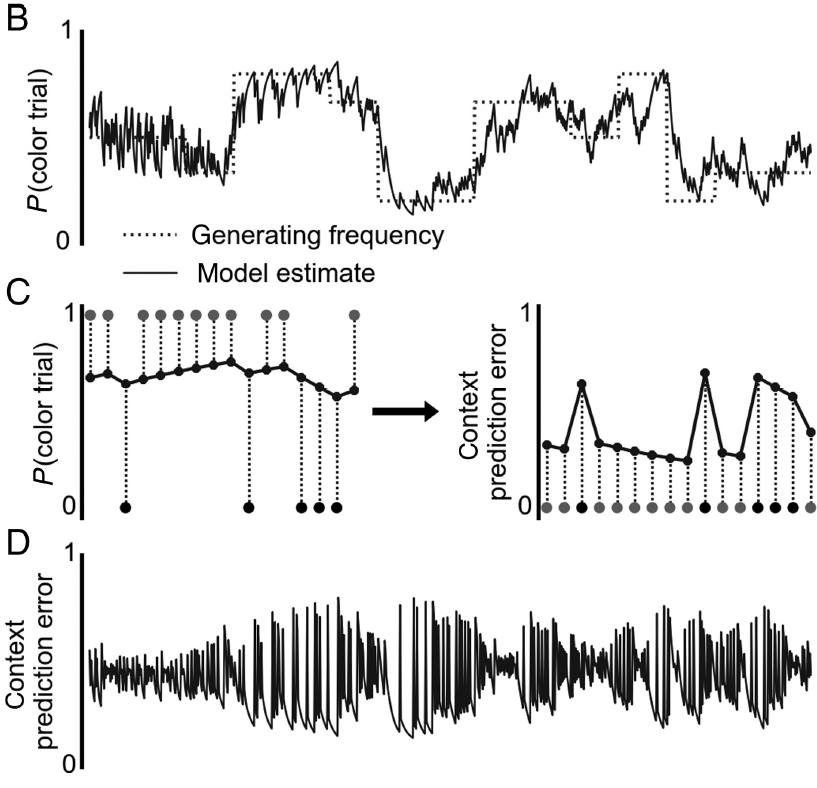 B
1
P(color trial)
0
Generating frequency
Model estimate
C
1
P(color trial)
0
1
Context
prediction error
0
D
1
Context
prediction error
0